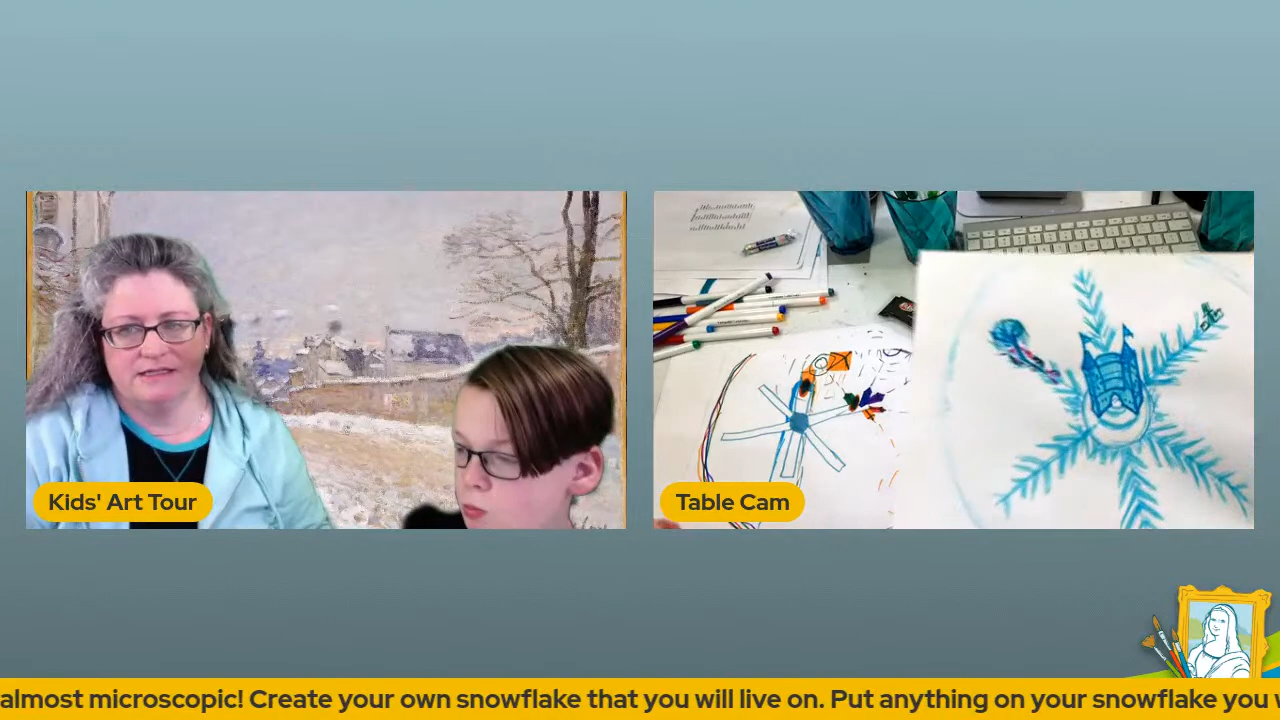 Kids' Art Tour
Table Cam
almost microscopic! Create your own snowflake that you will live on. Put anything on your snowflake you